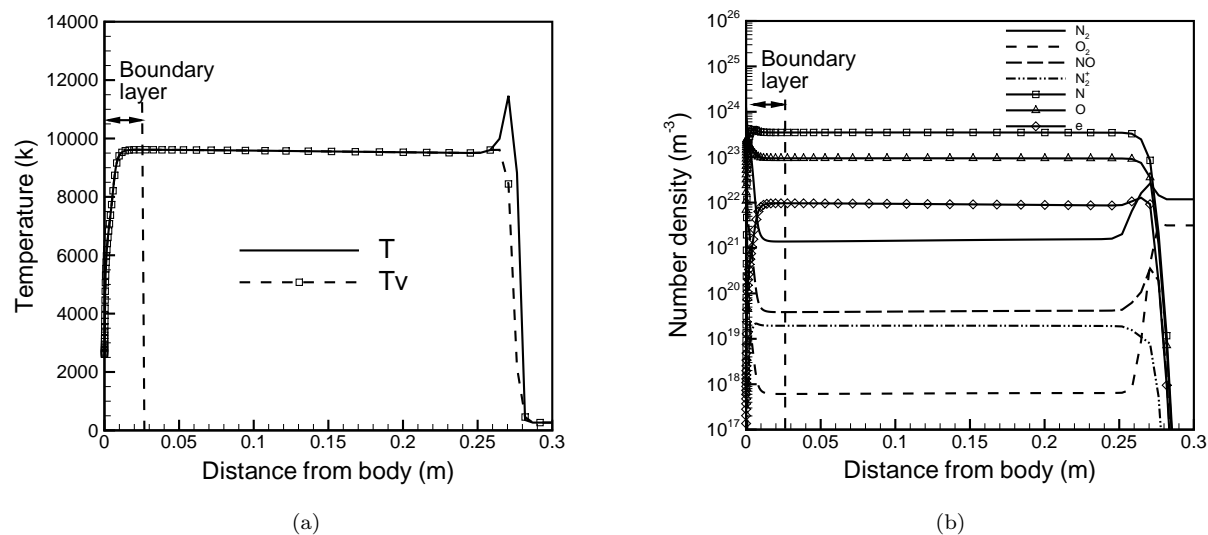 14000
12000
10000
8000
6000
4000
2000
0
Temperature (k)
Boundary
layer
T
Tv
0
0.05
0.1
0.15
0.2
0.25
0.3
Distance from body (m)
(a)
10^26
10^25
10^24
10^23
10^22
10^21
10^20
10^19
10^18
10^17
Number density (m^-3)
Boundary
layer
N_2
O_2
NO
N_2^+
N
O
e
0
0.05
0.1
0.15
0.2
0.25
0.3
Distance from body (m)
(b)